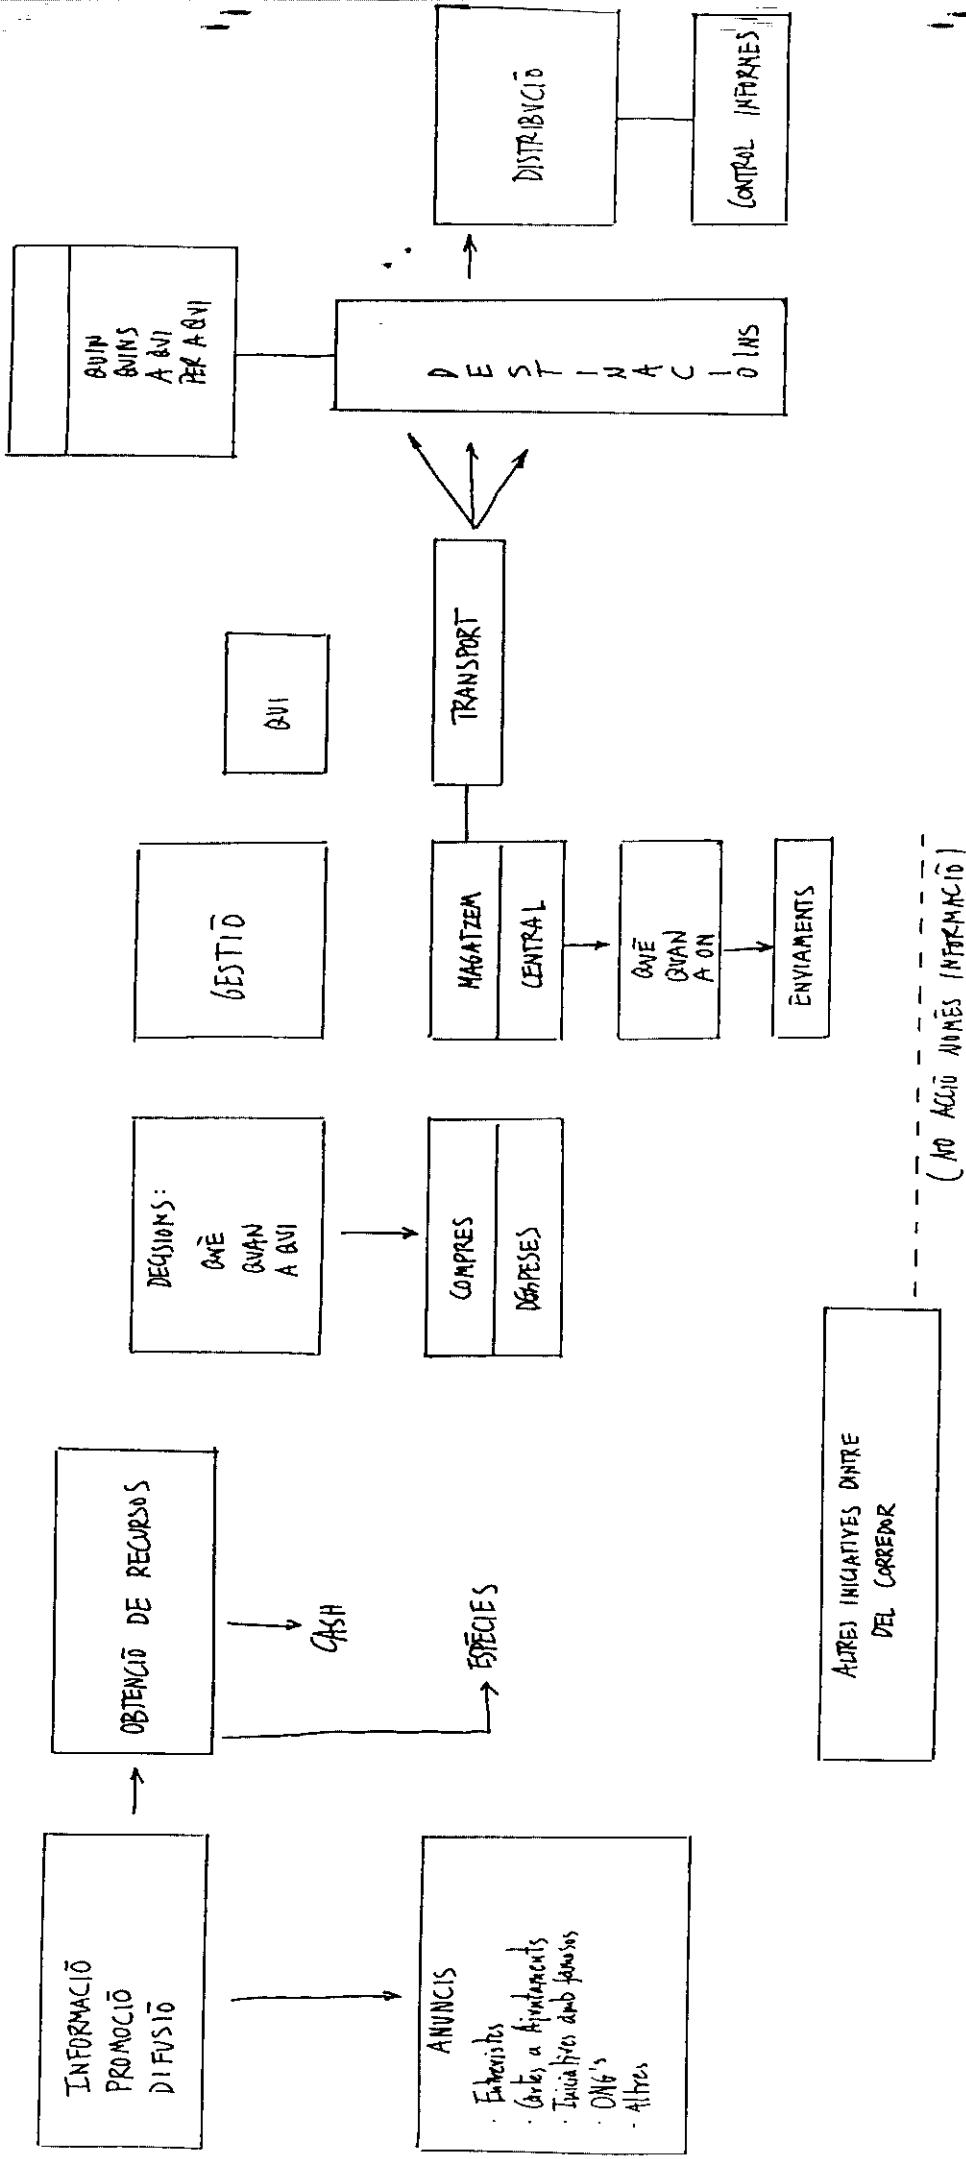 INFORMACIÓ
PROMOCIÓ
DIFUSIÓ
ANUNCIS
· Entrevistes
· Cartes a Ajuntaments
· Iniciatives amb famosos
· ONG's
· Altres
OBTENCIÓ DE RECURSOS
CASH
ESPÈCIES
DECISIONS:
QUÈ
QUAN
A QUI
COMPRES
DESPESES
GESTIÓ
MAGATZEM
CENTRAL
QUÈ
QUAN
A ON
ENVIAMENTS
QUI
TRANSPORT
QUIN
QUINS
A QUI
PER A QUI
DESTINACIÓ INS
DISTRIBUCIÓ
CONTROL INFORMES
ALTRES INICIATIVES DINTRE
DEL CORREDOR
(NO ACCIÓ NOMÉS INFORMACIÓ)